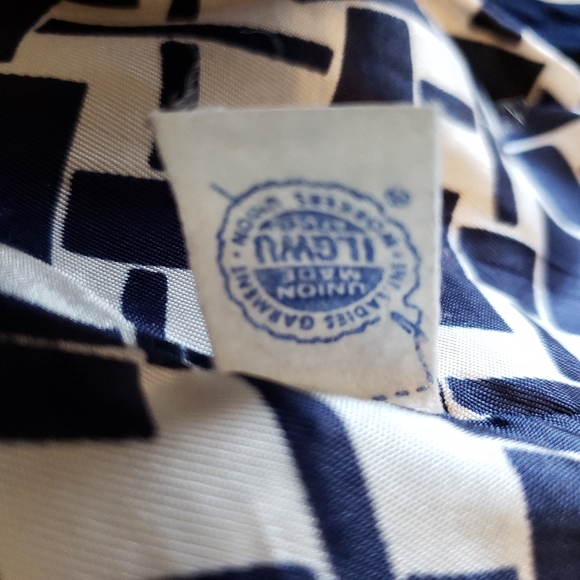 INT'L LADIES GARMENT · WORKERS UNION ·
UNION
MADE
ILGWU
®